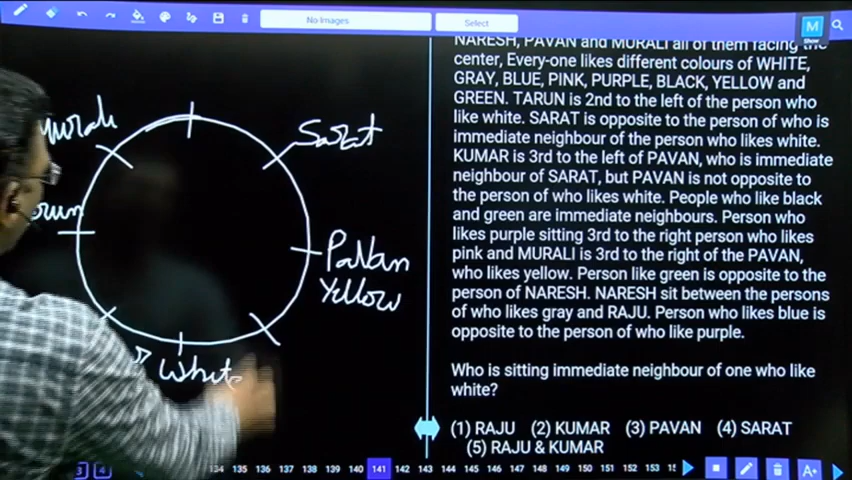 No-Images
Select
M
Show
NARESH, PAVAN and MURALI all of them facing the
center, Every-one likes different colours of WHITE,
GRAY, BLUE, PINK, PURPLE, BLACK, YELLOW and
GREEN. TARUN is 2nd to the left of the person who
like white. SARAT is opposite to the person of who is
immediate neighbour of the person who likes white.
KUMAR is 3rd to the left of PAVAN, who is immediate
neighbour of SARAT, but PAVAN is not opposite to
the person of who likes white. People who like black
and green are immediate neighbours. Person who
likes purple sitting 3rd to the right person who likes
pink and MURALI is 3rd to the right of the PAVAN,
who likes yellow. Person like green is opposite to the
person of NARESH. NARESH sit between the persons
of who likes gray and RAJU. Person who likes blue is
opposite to the person of who like purple.
Who is sitting immediate neighbour of one who like
white?
(1) RAJU (2) KUMAR (3) PAVAN (4) SARAT
(5) RAJU & KUMAR
Sarat
Pavan
Yellow
White
134 135 136 137 138 139 140 141 142 143 144 145 146 147 148 149 150 151 152 153
A+